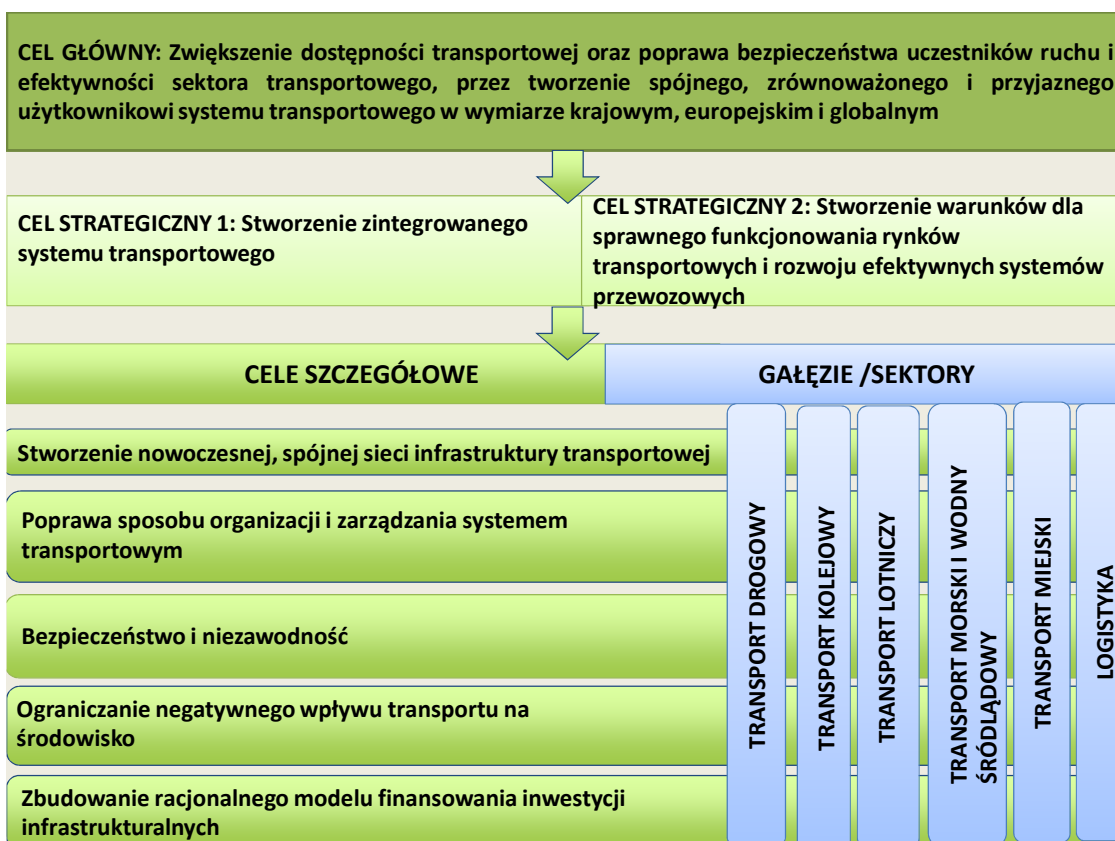 CEL GŁÓWNY: Zwiększenie dostępności transportowej oraz poprawa bezpieczeństwa uczestników ruchu i
efektywności sektora transportowego, przez tworzenie spójnego, zrównoważonego i przyjaznego
użytkownikowi systemu transportowego w wymiarze krajowym, europejskim i globalnym
CEL STRATEGICZNY 1: Stworzenie zintegrowanego
systemu transportowego
CEL STRATEGICZNY 2: Stworzenie warunków dla
sprawnego funkcjonowania rynków
transportowych i rozwoju efektywnych systemów
przewozowych
CELE SZCZEGÓŁOWE
GAŁĘZIE /SEKTORY
Stworzenie nowoczesnej, spójnej sieci infrastruktury transportowej
Poprawa sposobu organizacji i zarządzania systemem
transportowym
Bezpieczeństwo i niezawodność
Ograniczanie negatywnego wpływu transportu na
środowisko
Zbudowanie racjonalnego modelu finansowania inwestycji
infrastrukturalnych
TRANSPORT DROGOWY
TRANSPORT KOLEJOWY
TRANSPORT LOTNICZY
TRANSPORT MORSKI I WODNY
ŚRÓDLĄDOWY
TRANSPORT MIEJSKI
LOGISTYKA